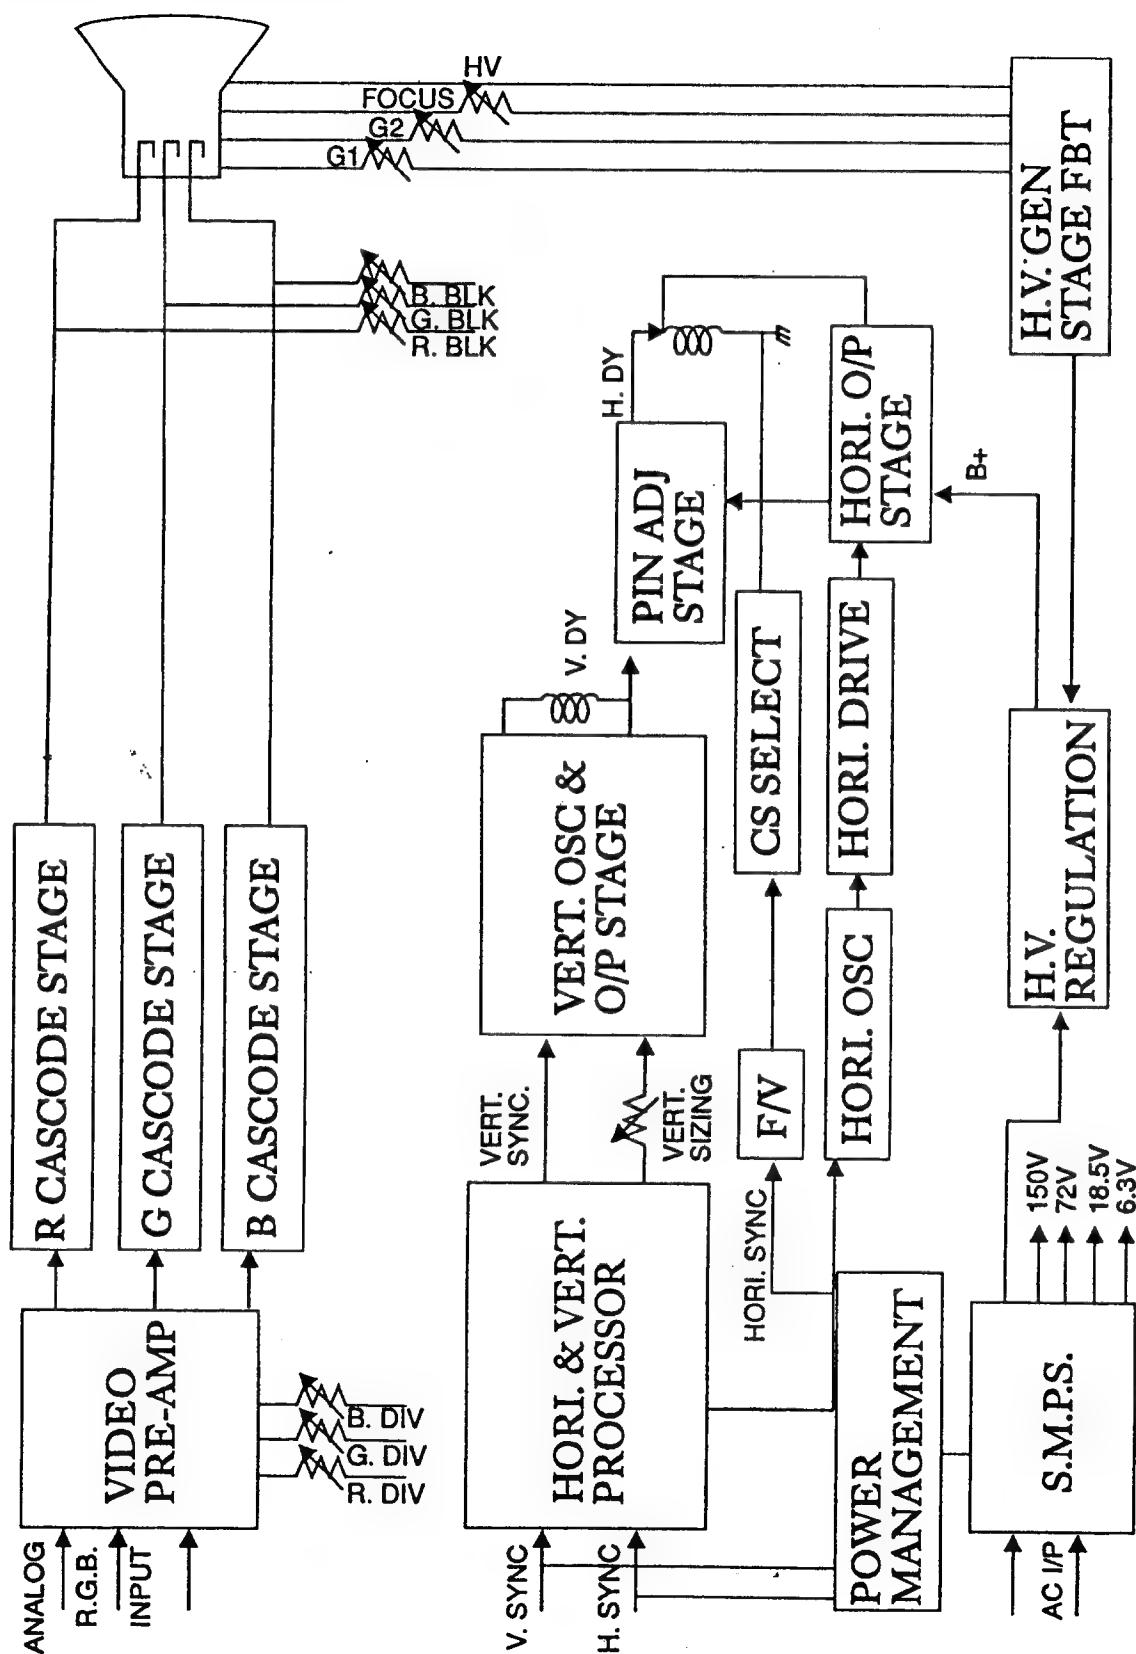 ANALOG
R.G.B.
INPUT
VIDEO
PRE-AMP
R. DIV
G. DIV
B. DIV
R CASCODE STAGE
G CASCODE STAGE
B CASCODE STAGE
R. BLK
G. BLK
B. BLK
G1
G2
FOCUS
HV
V. SYNC
H. SYNC
HORI. & VERT.
PROCESSOR
VERT.
SYNC.
VERT.
SIZING
VERT. OSC &
O/P STAGE
V. DY
PIN ADJ
STAGE
H. DY
HORI. SYNC
F/V
CS SELECT
HORI. OSC
HORI. DRIVE
HORI. O/P
STAGE
B+
POWER
MANAGEMENT
AC I/P
S.M.P.S.
150V
72V
18.5V
6.3V
H.V.
REGULATION
H.V. GEN
STAGE FBT